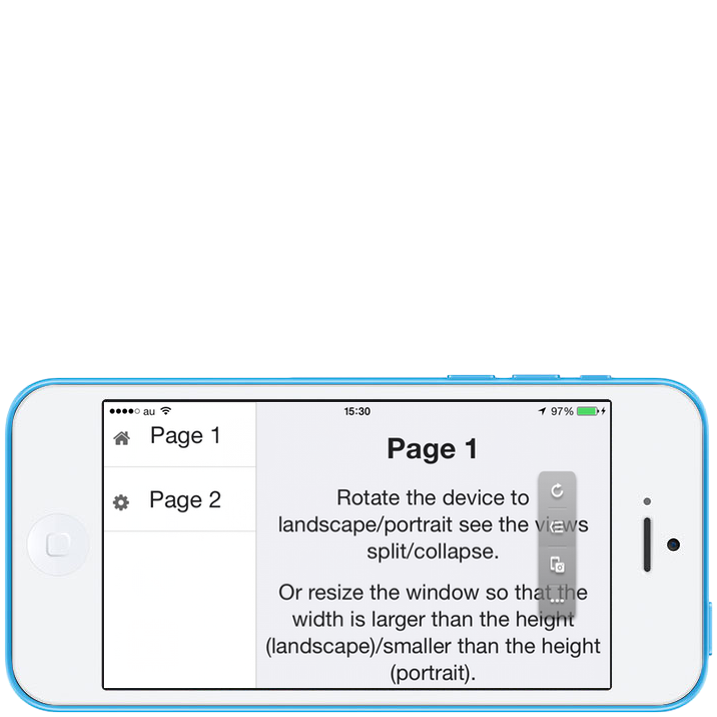 au 15:30 97%
Page 1
Page 2
Page 1
Rotate the device to
landscape/portrait see the views
split/collapse.
Or resize the window so that the
width is larger than the height
(landscape)/smaller than the height
(portrait).